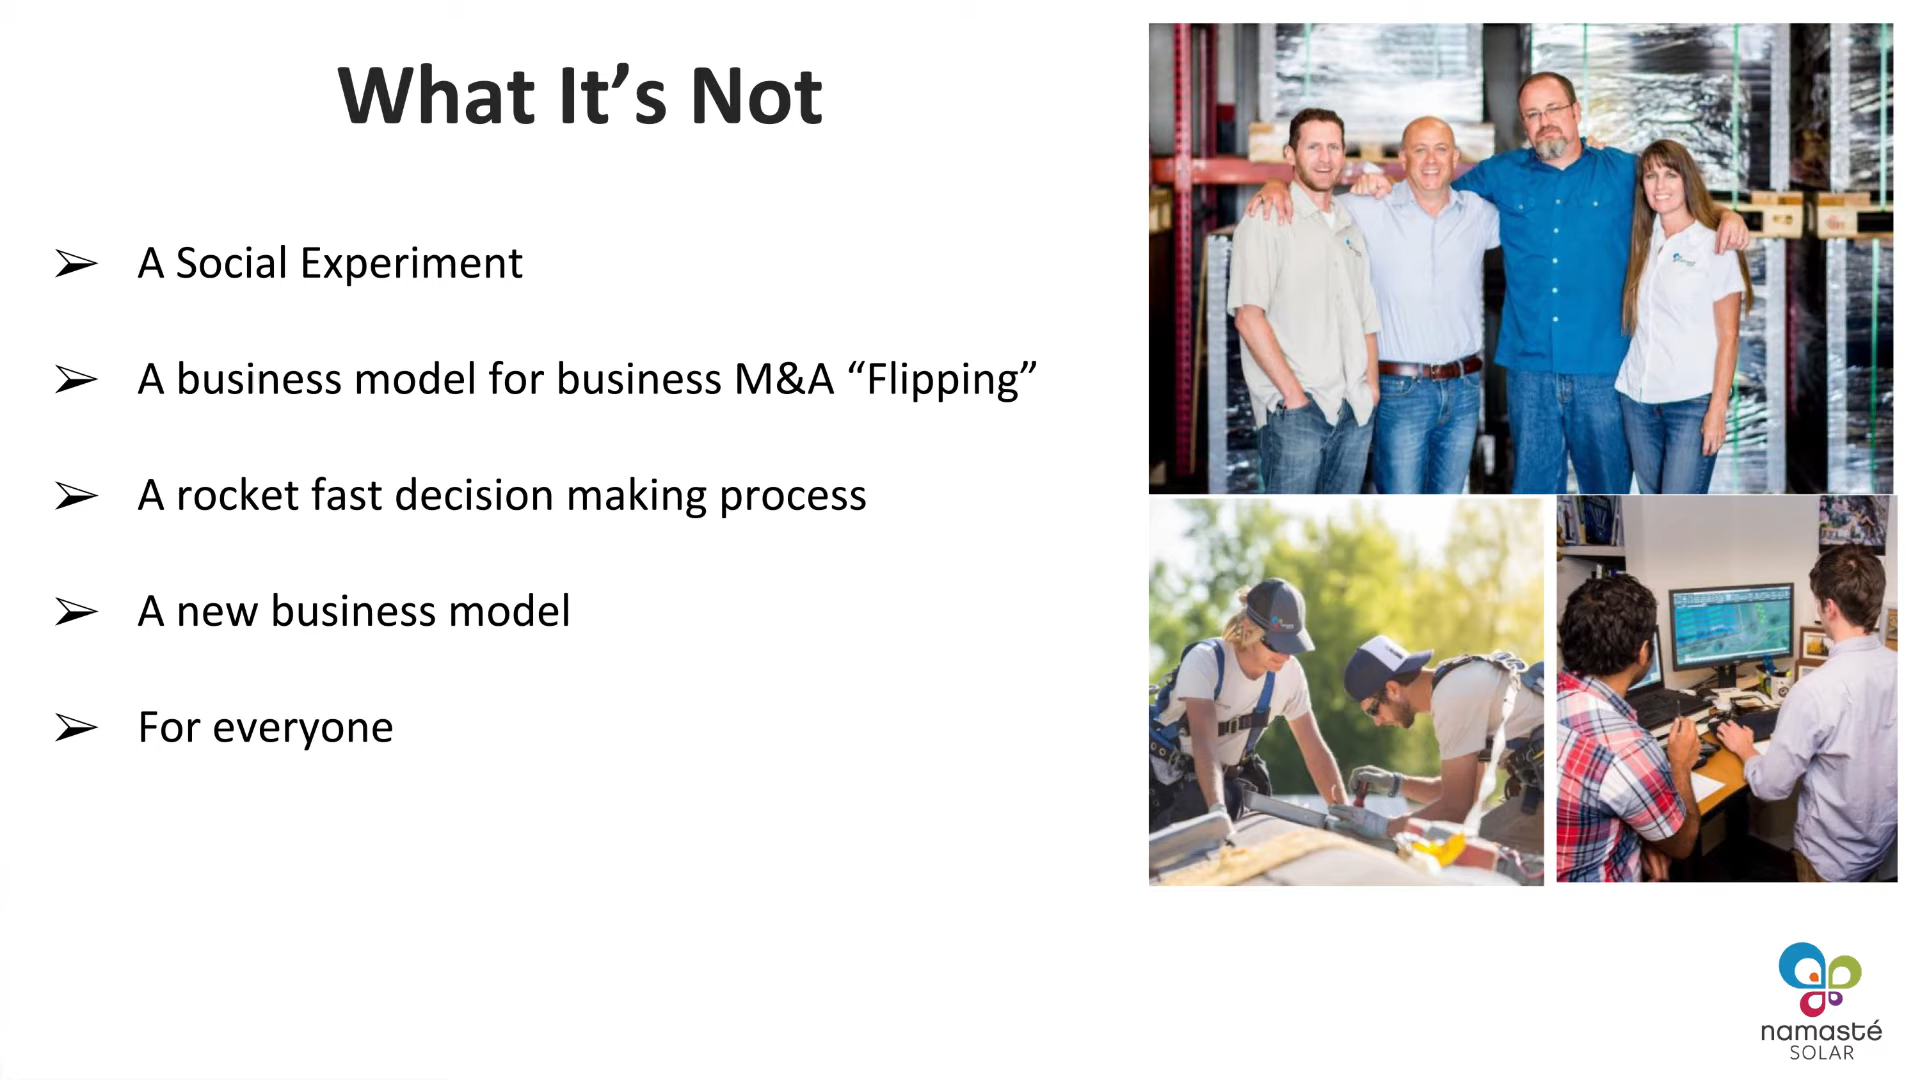 What It’s Not
A Social Experiment
A business model for business M&A “Flipping”
A rocket fast decision making process
A new business model
For everyone
namasté
SOLAR